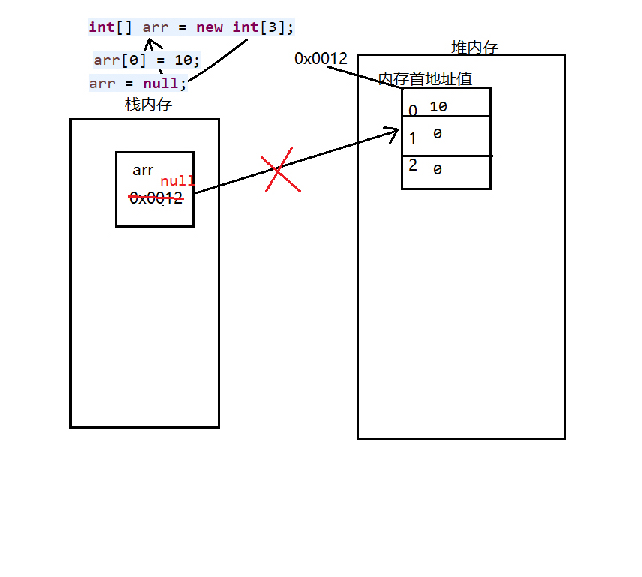 int[] arr = new int[3];
arr[0] = 10;
arr = null;
栈内存
堆内存
0x0012
内存首地址值
arr
null
0x0012
0 10
1 0
2 0